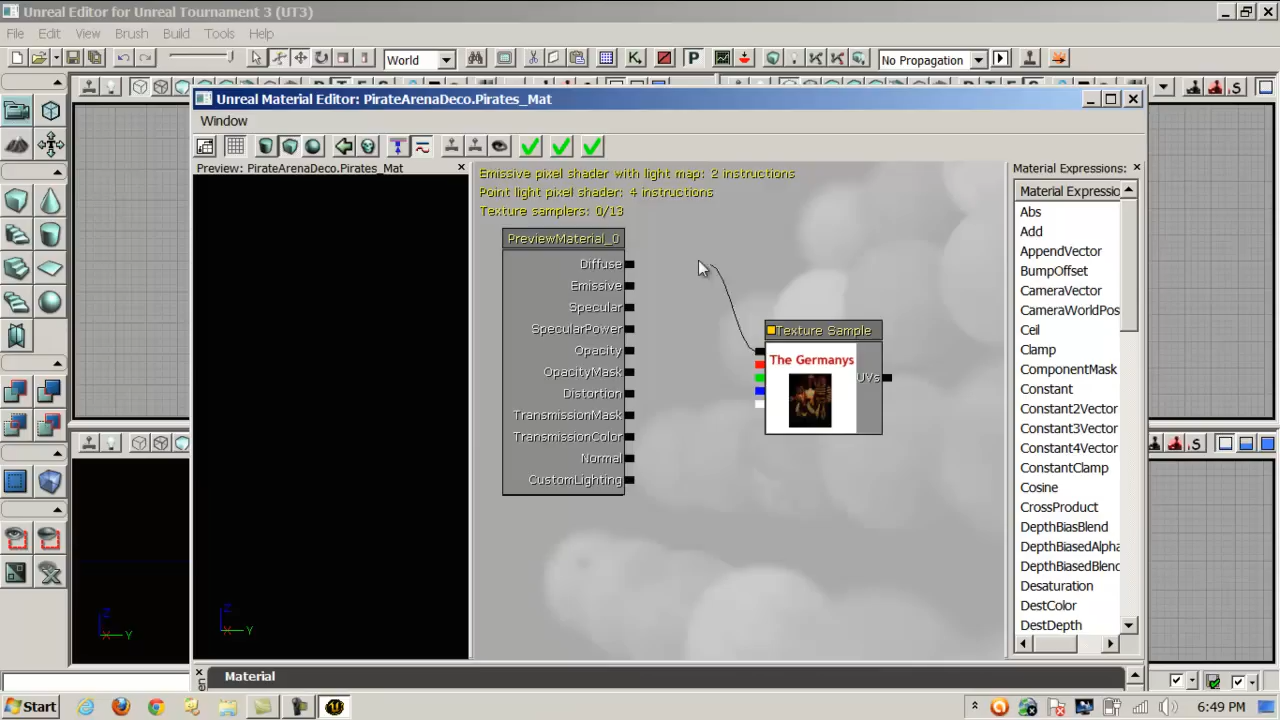 Unreal Editor for Unreal Tournament 3 (UT3)
File Edit View Brush Build Tools Help
World
No Propagation
Unreal Material Editor: PirateArenaDeco.Pirates_Mat
Window
Preview: PirateArenaDeco.Pirates_Mat
Emissive pixel shader with light map: 2 instructions
Point light pixel shader: 4 instructions
Texture samplers: 0/13
PreviewMaterial_0
Diffuse
Emissive
Specular
SpecularPower
Opacity
OpacityMask
Distortion
TransmissionMask
TransmissionColor
Normal
CustomLighting
Texture Sample
The Germanys
UVs
Material Expressions
Material Expressio
Abs
Add
AppendVector
BumpOffset
CameraVector
CameraWorldPos
Ceil
Clamp
ComponentMask
Constant
Constant2Vector
Constant3Vector
Constant4Vector
ConstantClamp
Cosine
CrossProduct
DepthBiasBlend
DepthBiasedAlpha
DepthBiasedBlend
Desaturation
DestColor
DestDepth
Z
X Y
Z
X Y
Material
Start
6:49 PM